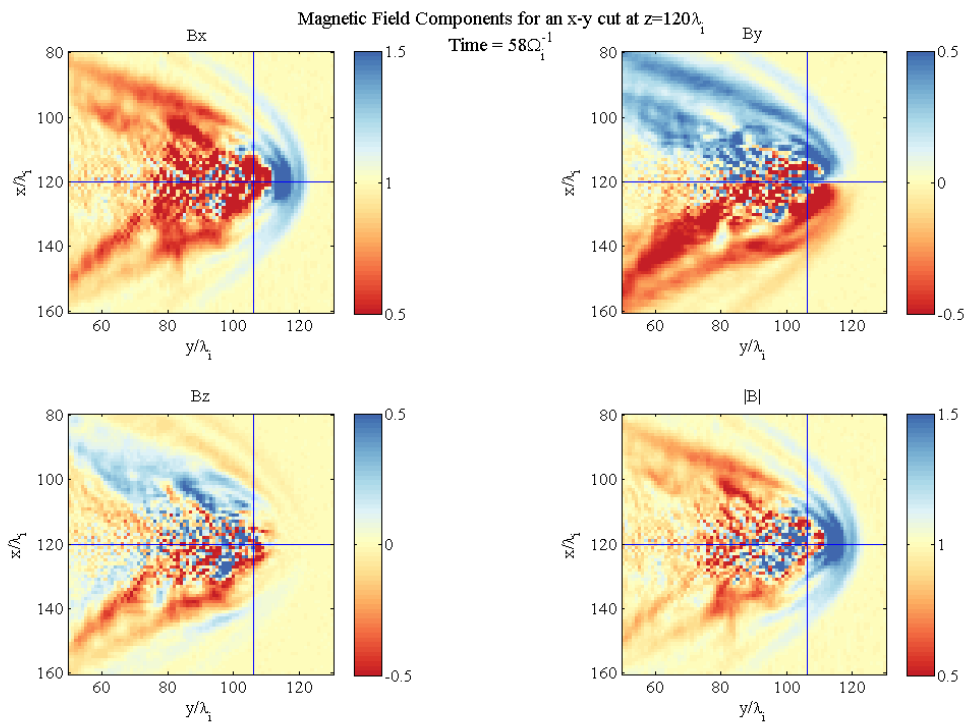 Magnetic Field Components for an x-y cut at z=120λi
Time = 58Ωi^-1
Bx
80
100
120
140
160
x/λi
60 80 100 120
y/λi
1.5
1
0.5
By
80
100
120
140
160
x/λi
60 80 100 120
y/λi
0.5
0
-0.5
Bz
80
100
120
140
160
x/λi
60 80 100 120
y/λi
0.5
0
-0.5
|B|
80
100
120
140
160
x/λi
60 80 100 120
y/λi
1.5
1
0.5